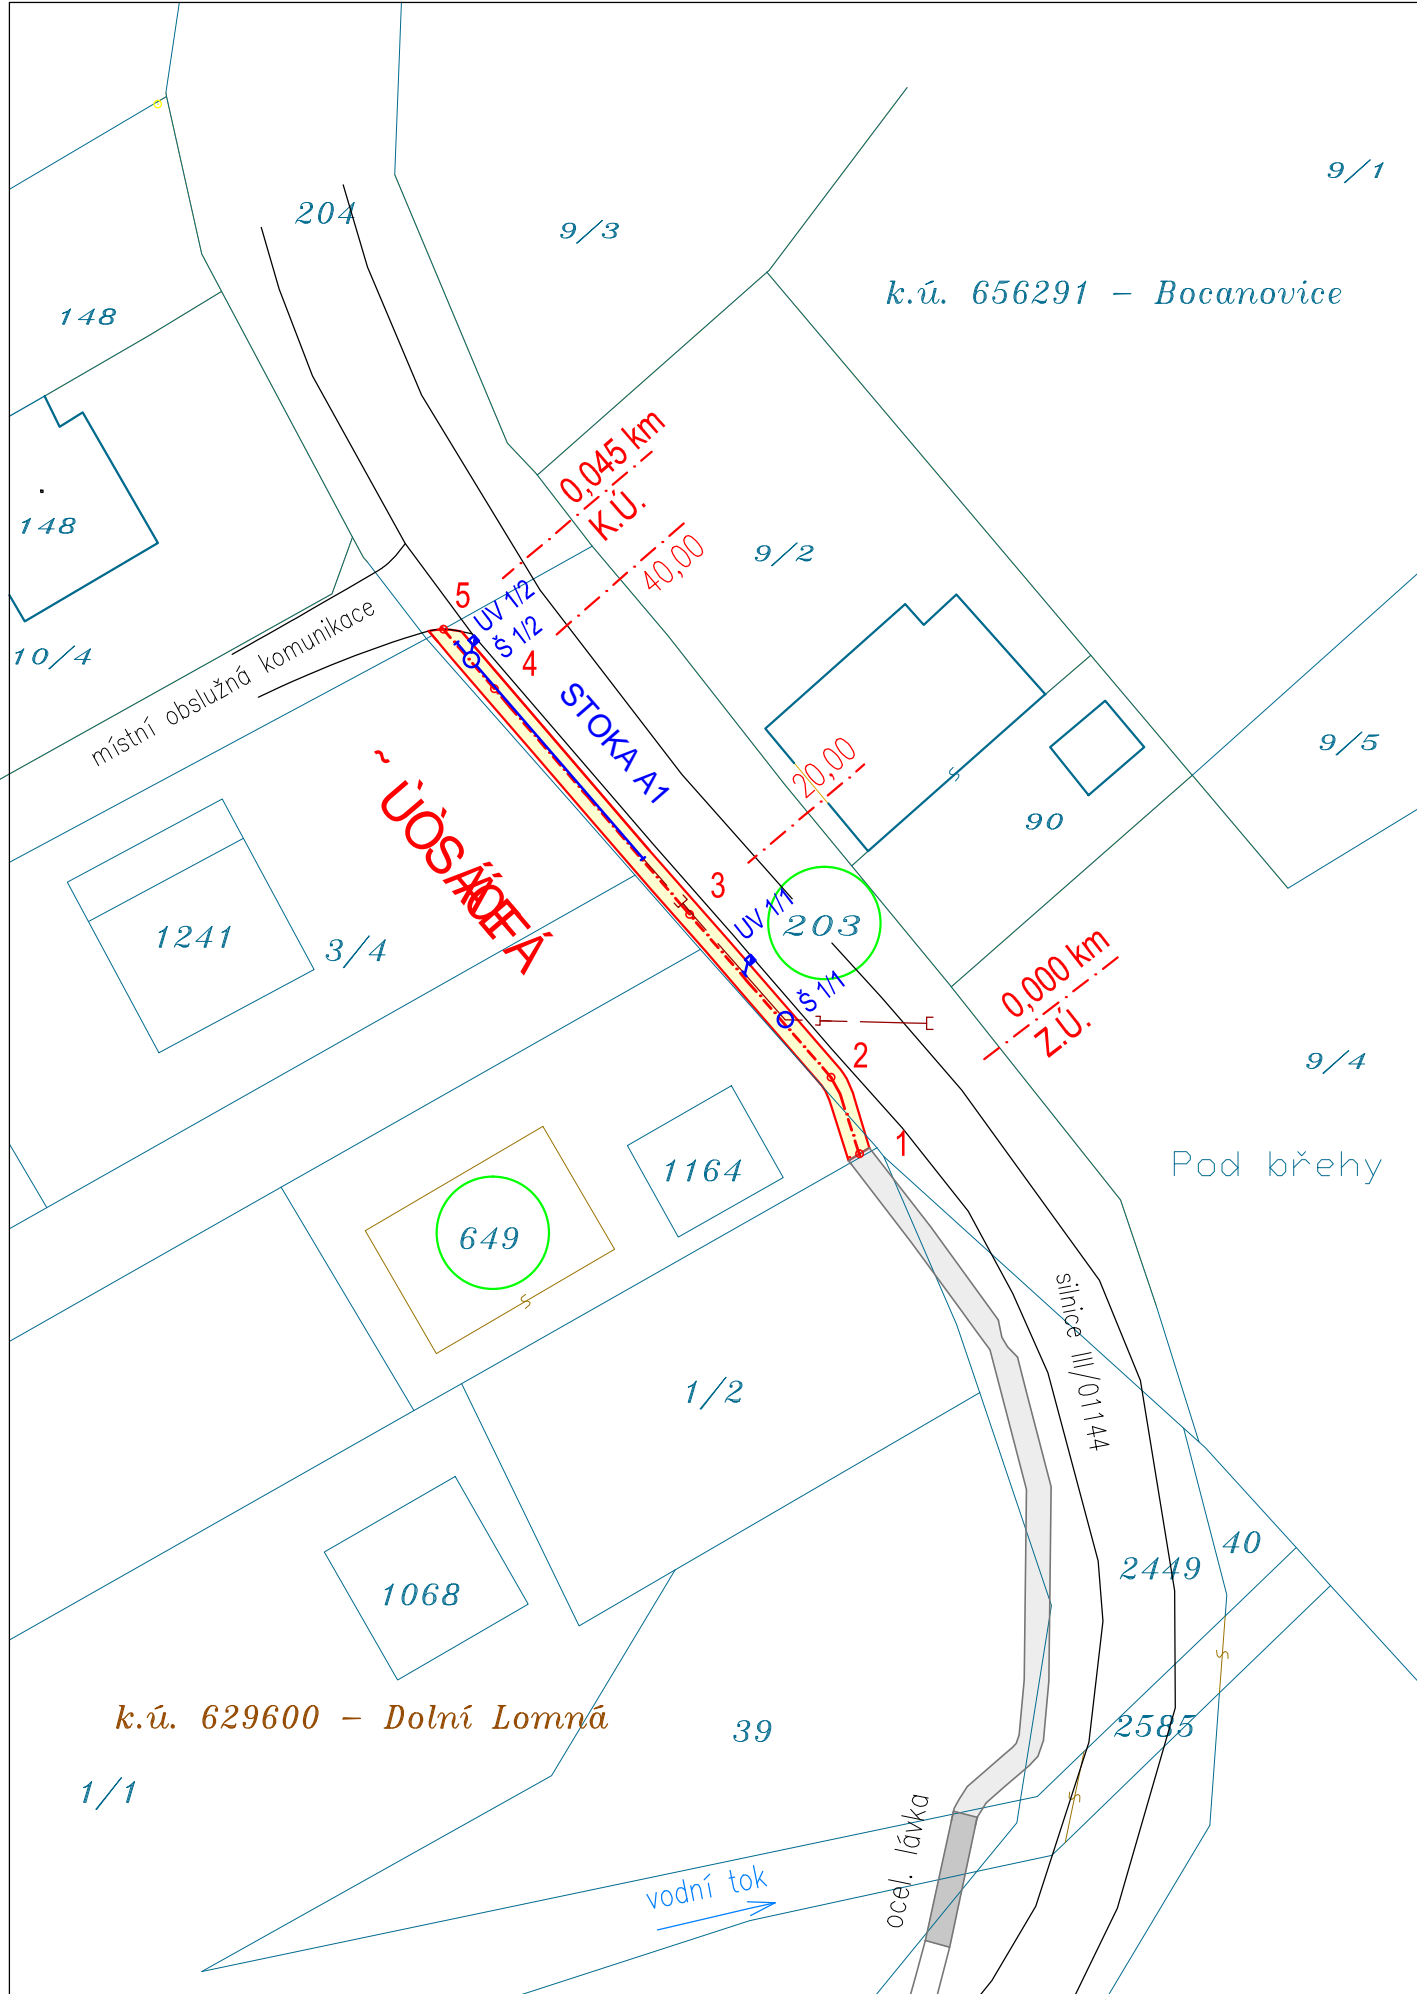 204
9/3
9/1
k.ú. 656291 – Bocanovice
148
148
0,045 km
K.Ú.
40,00
9/2
5
UV 1/2
Š 1/2
4
10/4
místní obslužná komunikace
STOKA A1
20,00
9/5
90
3
UV 1/1
203
1241
3/4
Š 1/1
0,000 km
Z.Ú.
2
9/4
1
Pod břehy
1164
649
silnice III/01144
1/2
40
2449
1068
k.ú. 629600 – Dolní Lomná
39
2585
1/1
ocel. lávka
vodní tok